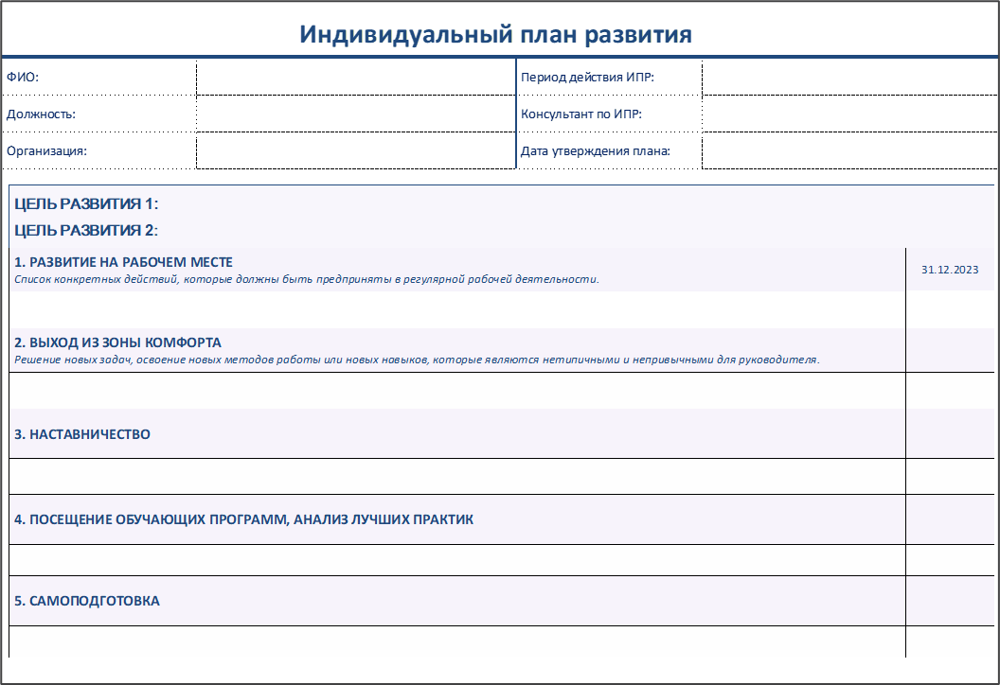 Индивидуальный план развития
ФИО:
Период действия ИПР:
Должность:
Консультант по ИПР:
Организация:
Дата утверждения плана:
ЦЕЛЬ РАЗВИТИЯ 1:
ЦЕЛЬ РАЗВИТИЯ 2:
1. РАЗВИТИЕ НА РАБОЧЕМ МЕСТЕ
Список конкретных действий, которые должны быть предприняты в регулярной рабочей деятельности.
31.12.2023
2. ВЫХОД ИЗ ЗОНЫ КОМФОРТА
Решение новых задач, освоение новых методов работы или новых навыков, которые являются нетипичными и непривычными для руководителя.
3. НАСТАВНИЧЕСТВО
4. ПОСЕЩЕНИЕ ОБУЧАЮЩИХ ПРОГРАММ, АНАЛИЗ ЛУЧШИХ ПРАКТИК
5. САМОПОДГОТОВКА